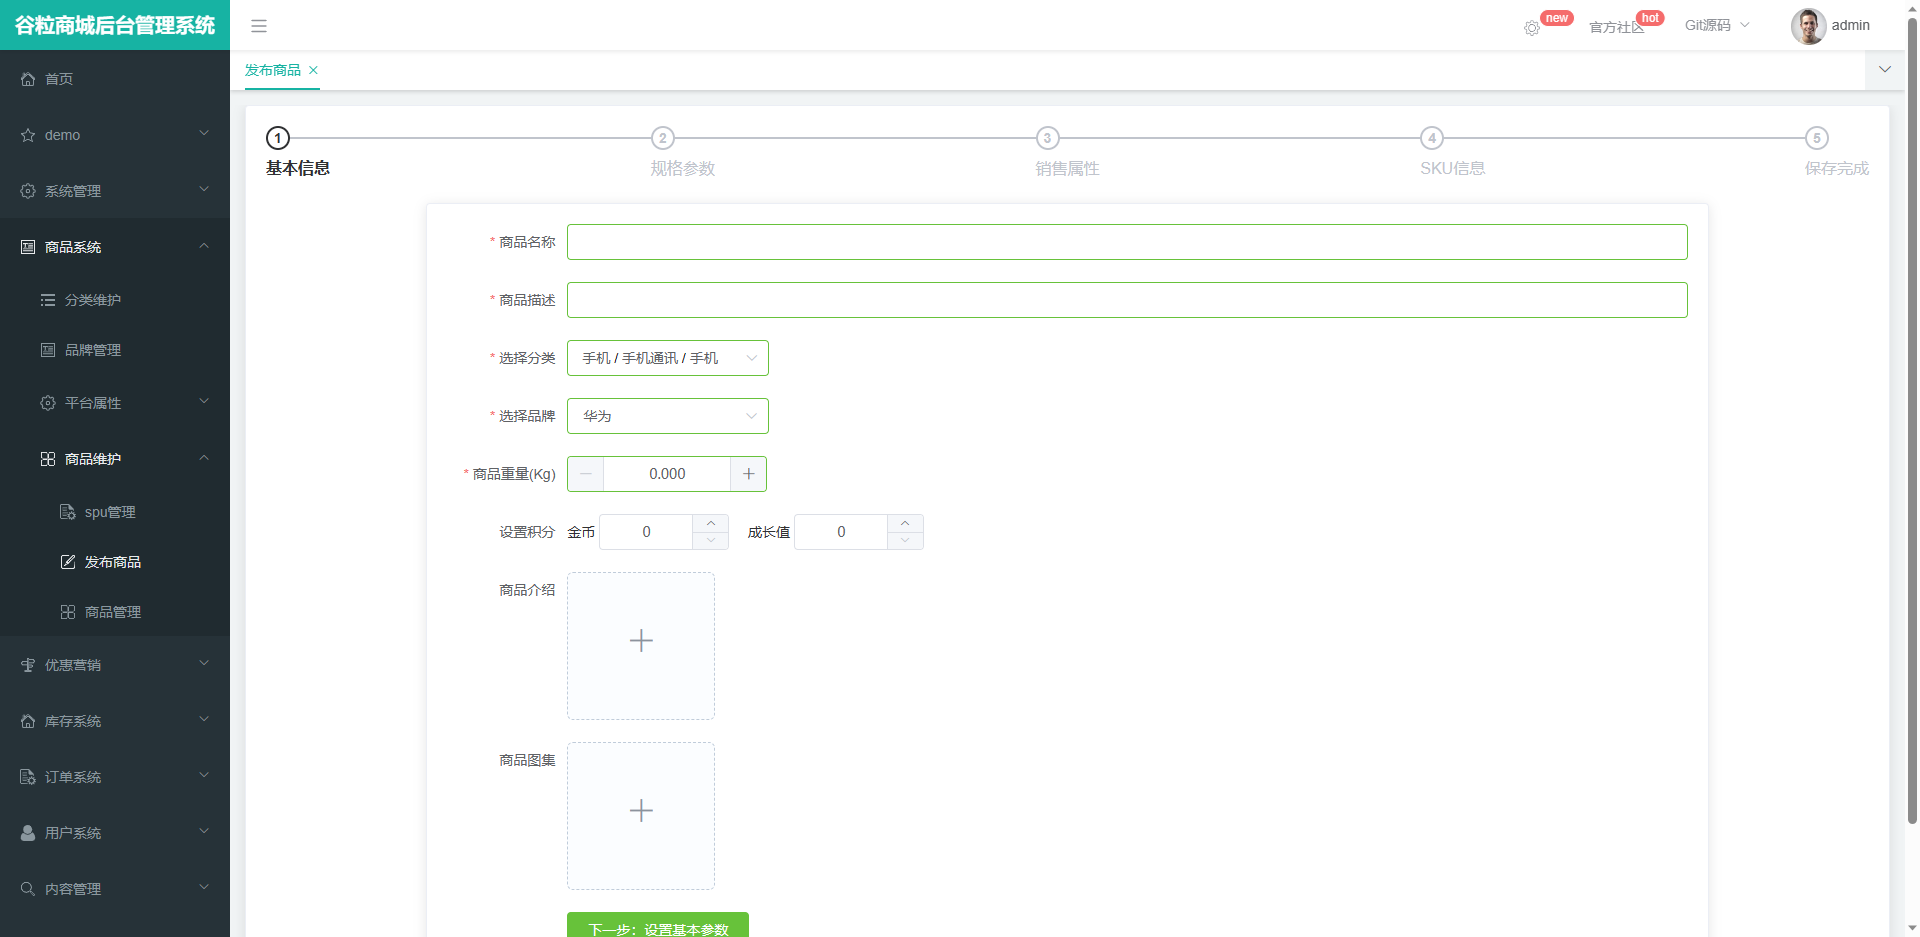 谷粒商城后台管理系统
new
官方社区
hot
Git源码
admin
首页
demo
系统管理
商品系统
分类维护
品牌管理
平台属性
商品维护
spu管理
发布商品
商品管理
优惠营销
库存系统
订单系统
用户系统
内容管理
发布商品
1
2
3
4
5
基本信息
规格参数
销售属性
SKU信息
保存完成
* 商品名称
* 商品描述
* 选择分类 手机 / 手机通讯 / 手机
* 选择品牌 华为
* 商品重量(Kg) 0.000
设置积分 金币 0 成长值 0
商品介绍
商品图集
下一步：设置基本参数